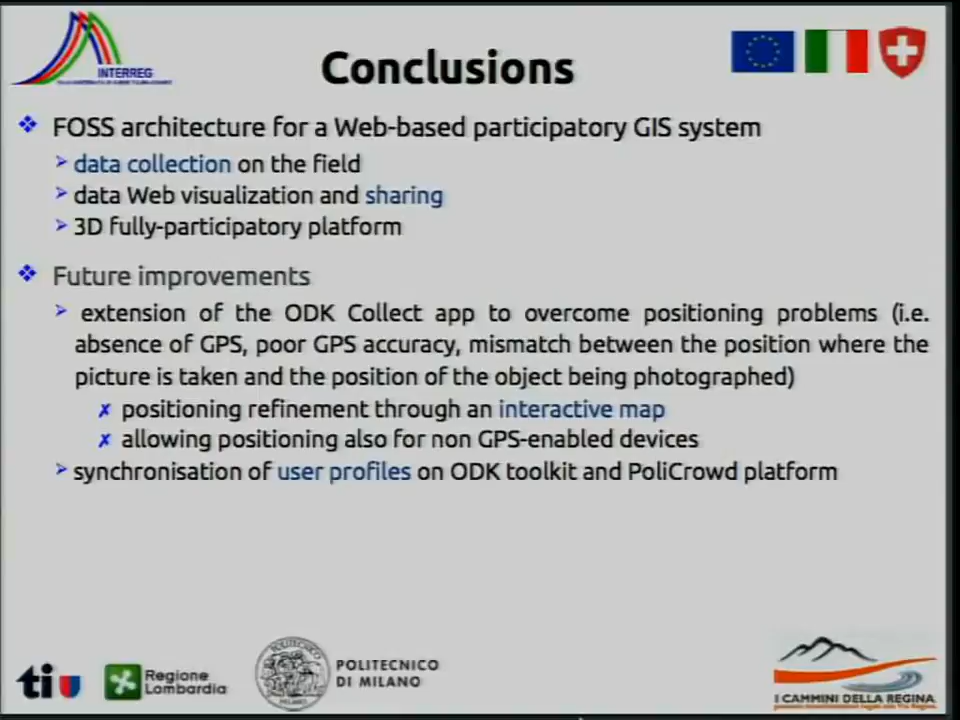 INTERREG
Conclusions
FOSS architecture for a Web-based participatory GIS system
data collection on the field
data Web visualization and sharing
3D fully-participatory platform
Future improvements
extension of the ODK Collect app to overcome positioning problems (i.e.
absence of GPS, poor GPS accuracy, mismatch between the position where the
picture is taken and the position of the object being photographed)
positioning refinement through an interactive map
allowing positioning also for non GPS-enabled devices
synchronisation of user profiles on ODK toolkit and PoliCrowd platform
tiu
Regione
Lombardia
POLITECNICO
DI MILANO
I CAMMINI DELLA REGINA